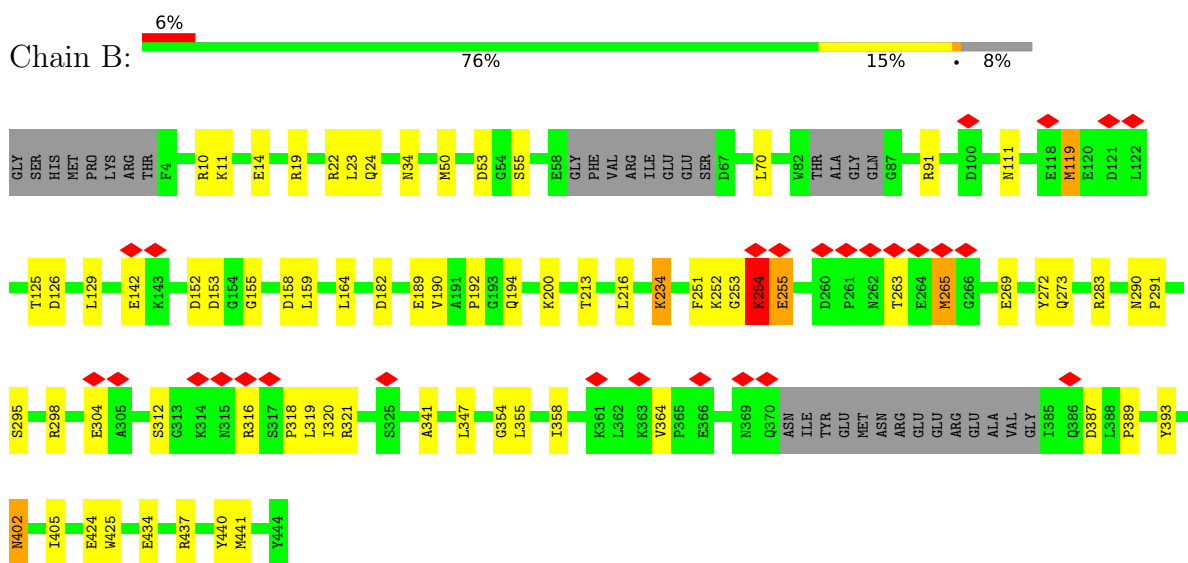 6%
Chain B:
76% 15% • 8%
GLY SER HIS MET PRO LYS ARG THR F4 R10 K11 E14 R19 R22 L23 Q24 N34 M50 D53 G54 S55 E58 GLY PHE VAL ARG ILE GLU GLU SER D67 L70 W82 THR ALA GLY GLN G87 R91 D100 N111 E118 M119 E120 D121 L122
T125 D126 L129 E142 K143 D152 D153 G154 G155 D158 L159 L164 D182 E189 V190 A191 P192 G193 Q194 K200 T213 L216 K234 F251 K252 G253 K254 E255 D260 P261 N262 T263 E264 M265 G266 E269 Y272 Q273 R283 N290 P291
S295 R298 E304 A305 S312 G313 K314 N315 R316 S317 P318 L319 I320 R321 S325 A341 L347 G354 L355 I358 K361 L362 K363 V364 P365 E366 N369 Q370 ASN ILE TYR GLU MET ASN ARG GLU GLU ARG GLU ALA VAL GLY I385 Q386 D387 L388 P389 Y393
N402 I405 E424 W425 E434 R437 Y440 M441 Y444